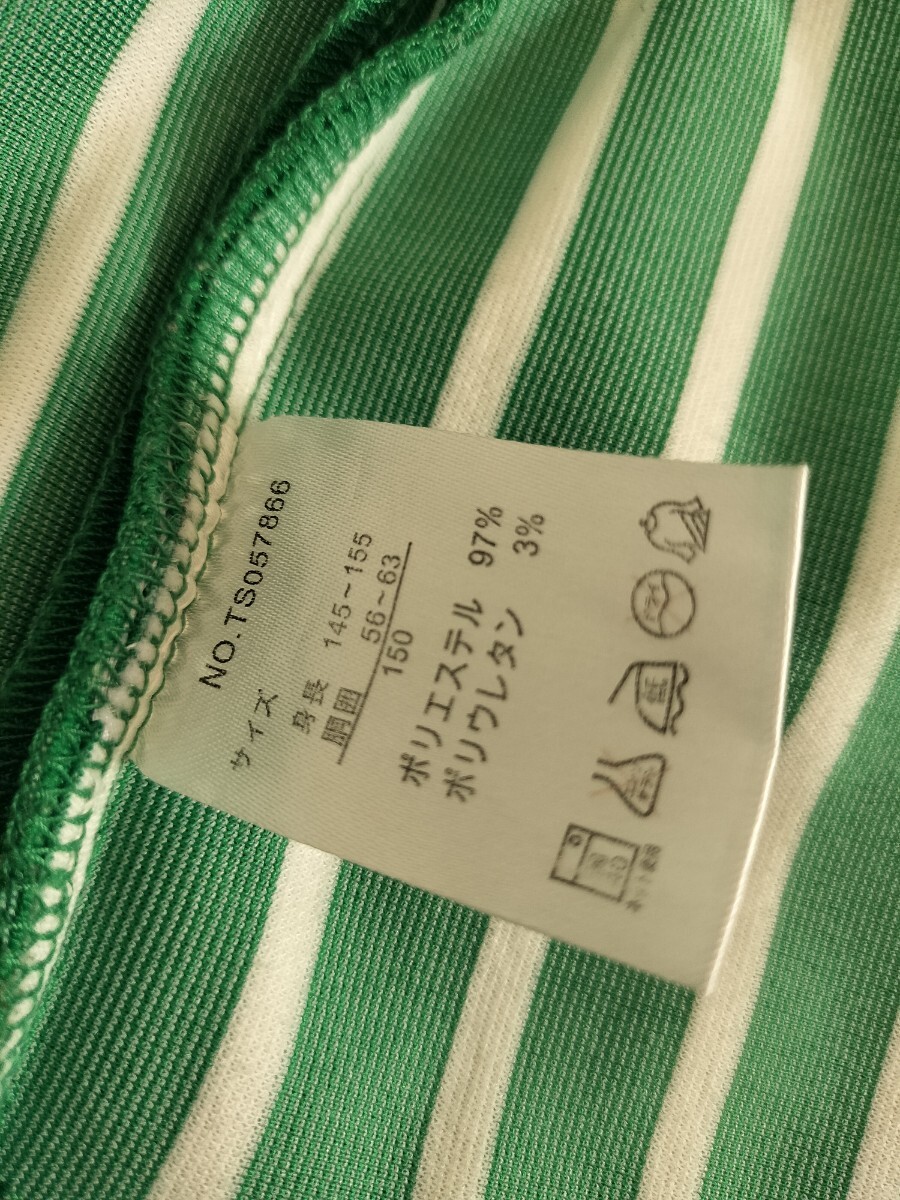 NO.TS057866
サイズ
身長 145~155
胴囲 56~63
150
ポリエステル 97%
ポリウレタン 3%